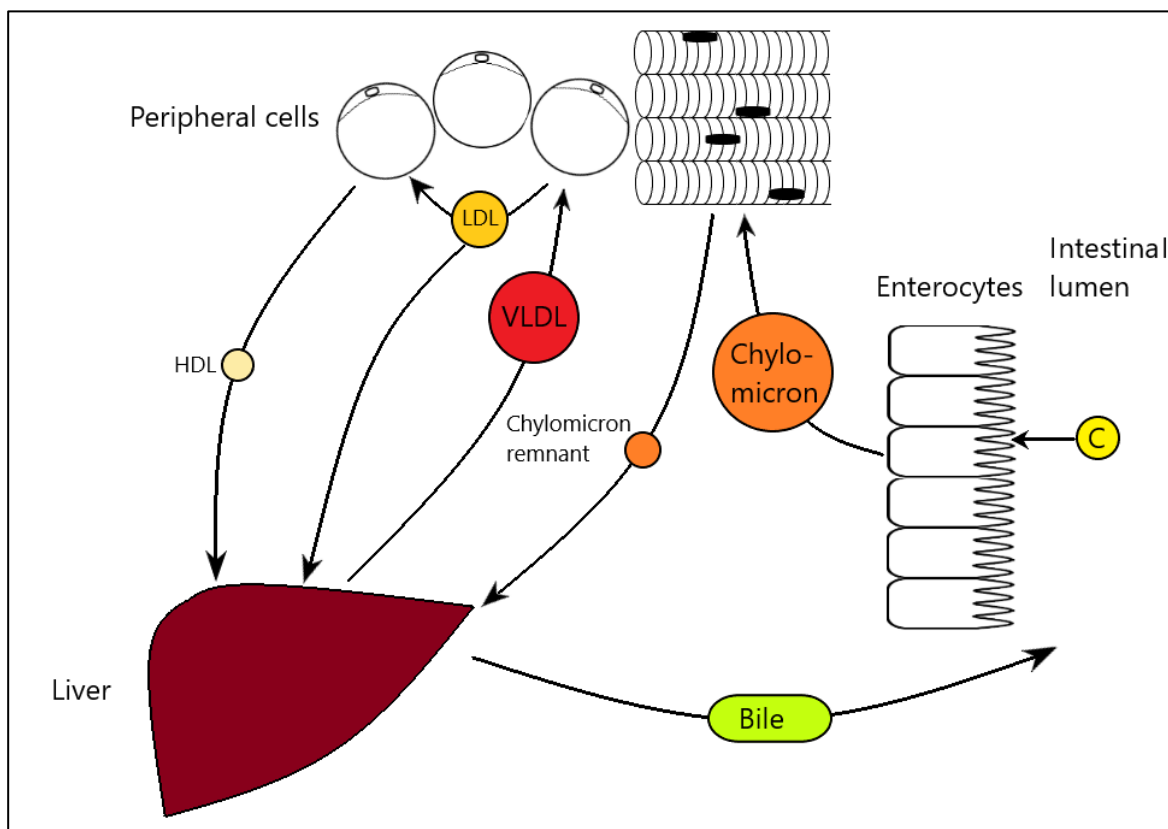 Peripheral cells
LDL
VLDL
HDL
Chylomicron
remnant
Chylo-
micron
Enterocytes
Intestinal
lumen
C
Liver
Bile